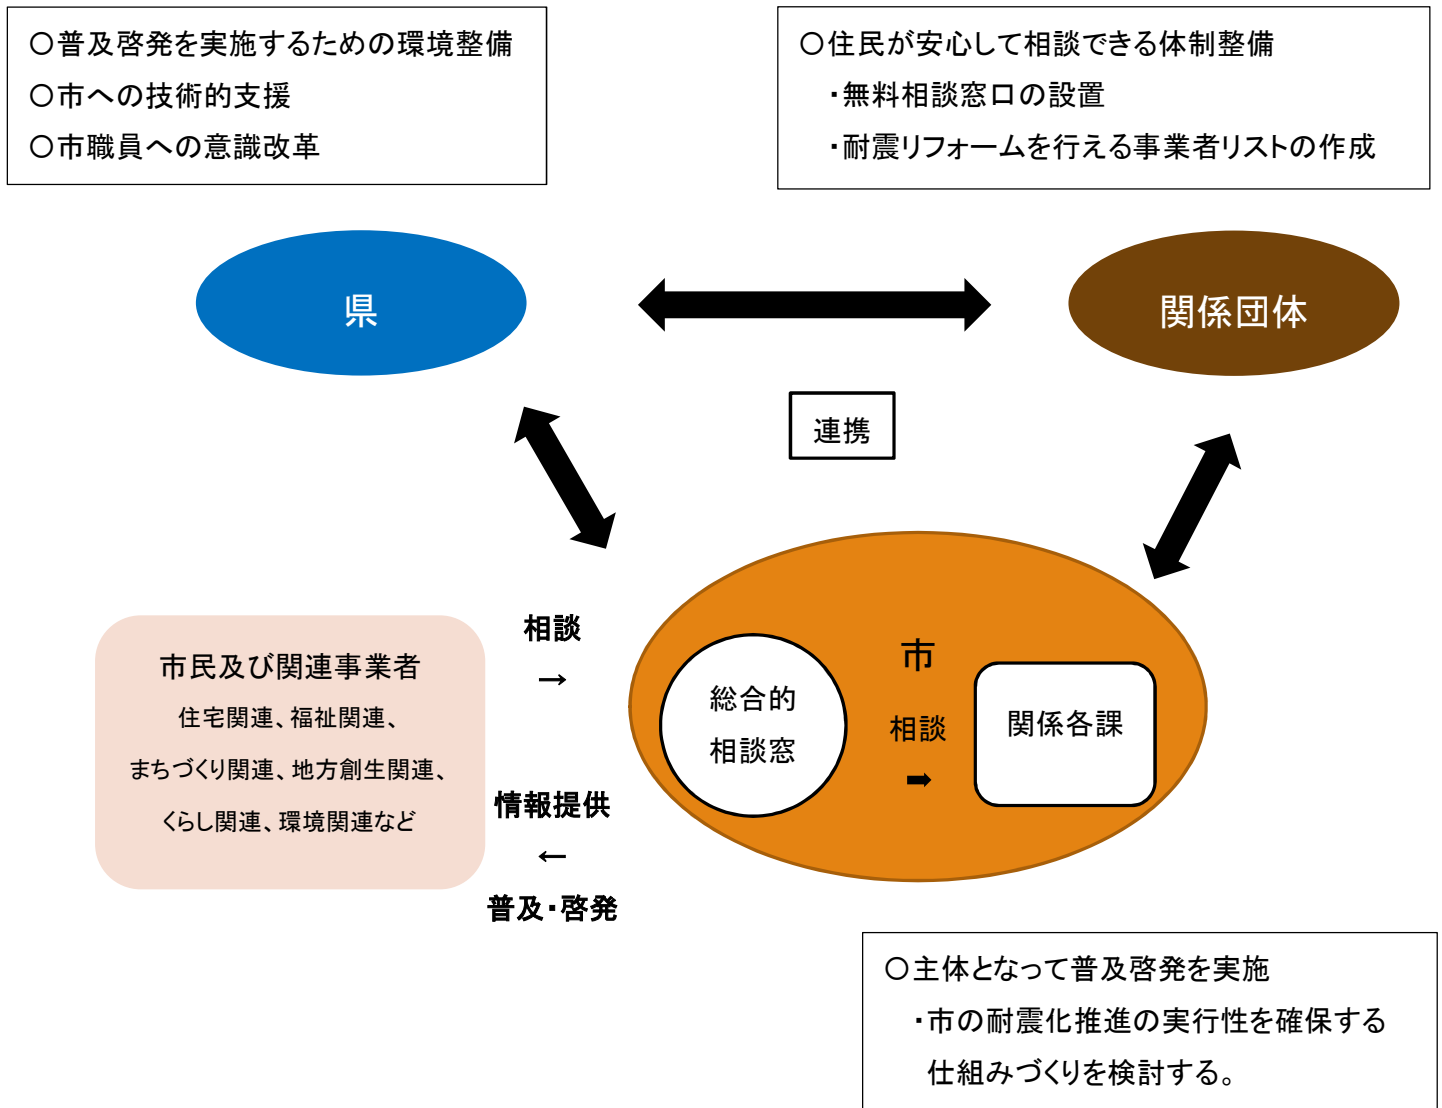 〇普及啓発を実施するための環境整備
〇市への技術的支援
〇市職員への意識改革
〇住民が安心して相談できる体制整備
・無料相談窓口の設置
・耐震リフォームを行える事業者リストの作成
県
関係団体
連携
相談
→
市民及び関連事業者
住宅関連、福祉関連、
まちづくり関連、地方創生関連、
くらし関連、環境関連など
情報提供
←
普及・啓発
市
総合的
相談窓
相談
➡
関係各課
〇主体となって普及啓発を実施
・市の耐震化推進の実行性を確保する
仕組みづくりを検討する。